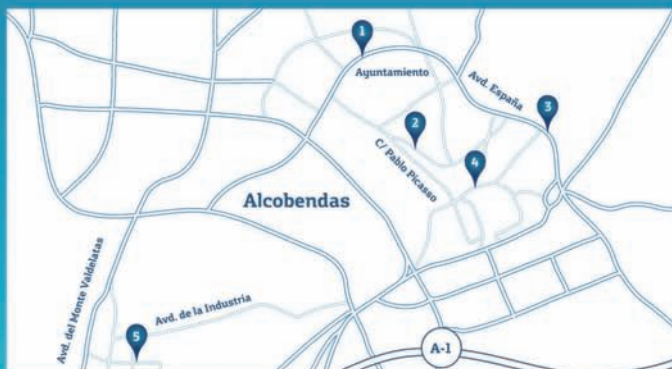 1
Ayuntamiento
Avd. España
3
2
C/ Pablo Picasso
4
Alcobendas
Avd. del Monte Valdelatas
Avd. de la Industria
5
A-1